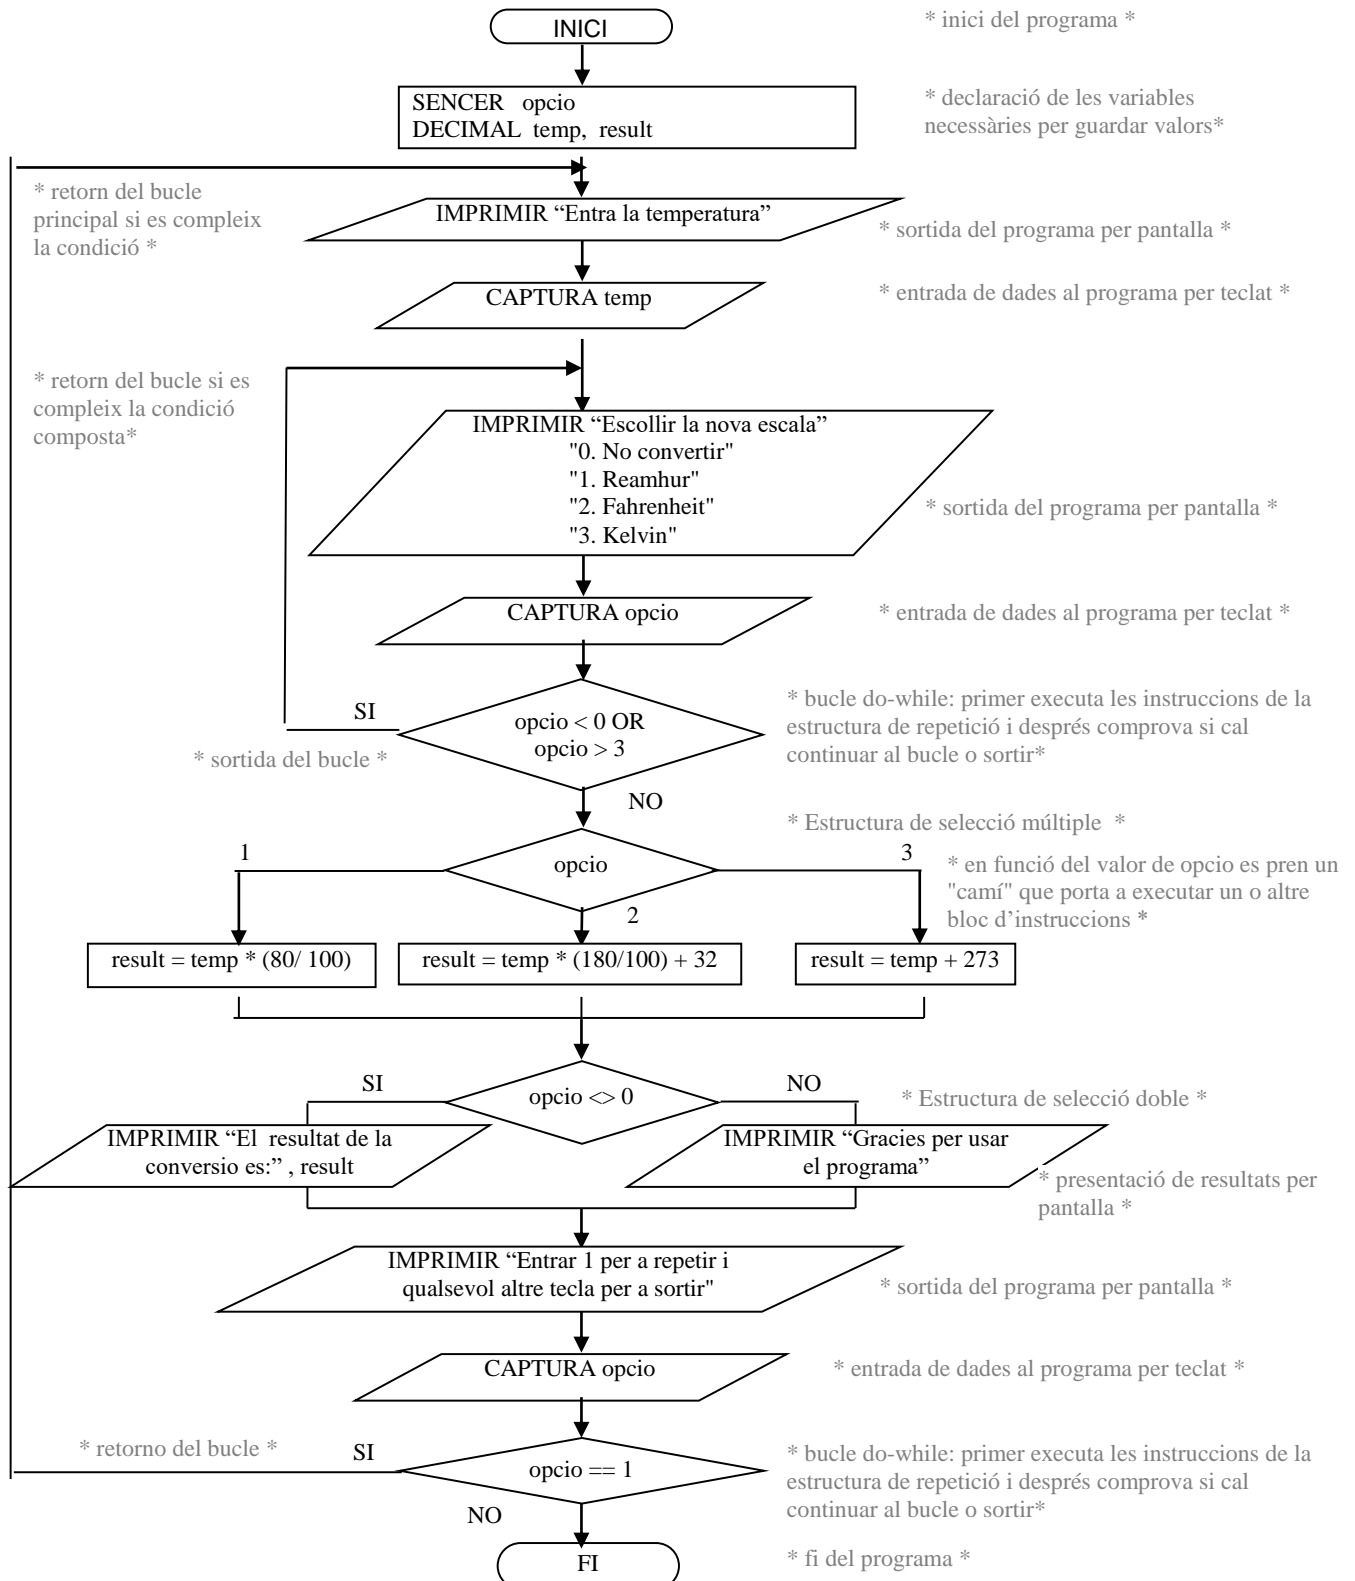 INICI
* inici del programa *
SENCER opcio
DECIMAL temp, result
* declaració de les variables
necessàries per guardar valors*
* retorn del bucle
principal si es compleix
la condició *
IMPRIMIR “Entra la temperatura”
* sortida del programa per pantalla *
CAPTURA temp
* entrada de dades al programa per teclat *
* retorn del bucle si es
compleix la condició
composta*
IMPRIMIR “Escollir la nova escala”
"0. No convertir"
"1. Reamhur"
"2. Fahrenheit"
"3. Kelvin"
* sortida del programa per pantalla *
CAPTURA opcio
* entrada de dades al programa per teclat *
SI
opcio < 0 OR
opcio > 3
* bucle do-while: primer executa les instruccions de la
estructura de repetició i després comprova si cal
continuar al bucle o sortir*
* sortida del bucle *
NO
* Estructura de selecció múltiple *
1
opcio
3
* en funció del valor de opcio es pren un
"camí" que porta a executar un o altre
bloc d’instruccions *
2
result = temp * (80/ 100)
result = temp * (180/100) + 32
result = temp + 273
SI
opcio <> 0
NO
* Estructura de selecció doble *
IMPRIMIR “El resultat de la
conversio es:” , result
IMPRIMIR “Gracies per usar
el programa”
* presentació de resultats per
pantalla *
IMPRIMIR “Entrar 1 per a repetir i
qualsevol altre tecla per a sortir"
* sortida del programa per pantalla *
CAPTURA opcio
* entrada de dades al programa per teclat *
* retorno del bucle *
SI
opcio == 1
* bucle do-while: primer executa les instruccions de la
estructura de repetició i després comprova si cal
continuar al bucle o sortir*
NO
FI
* fi del programa *